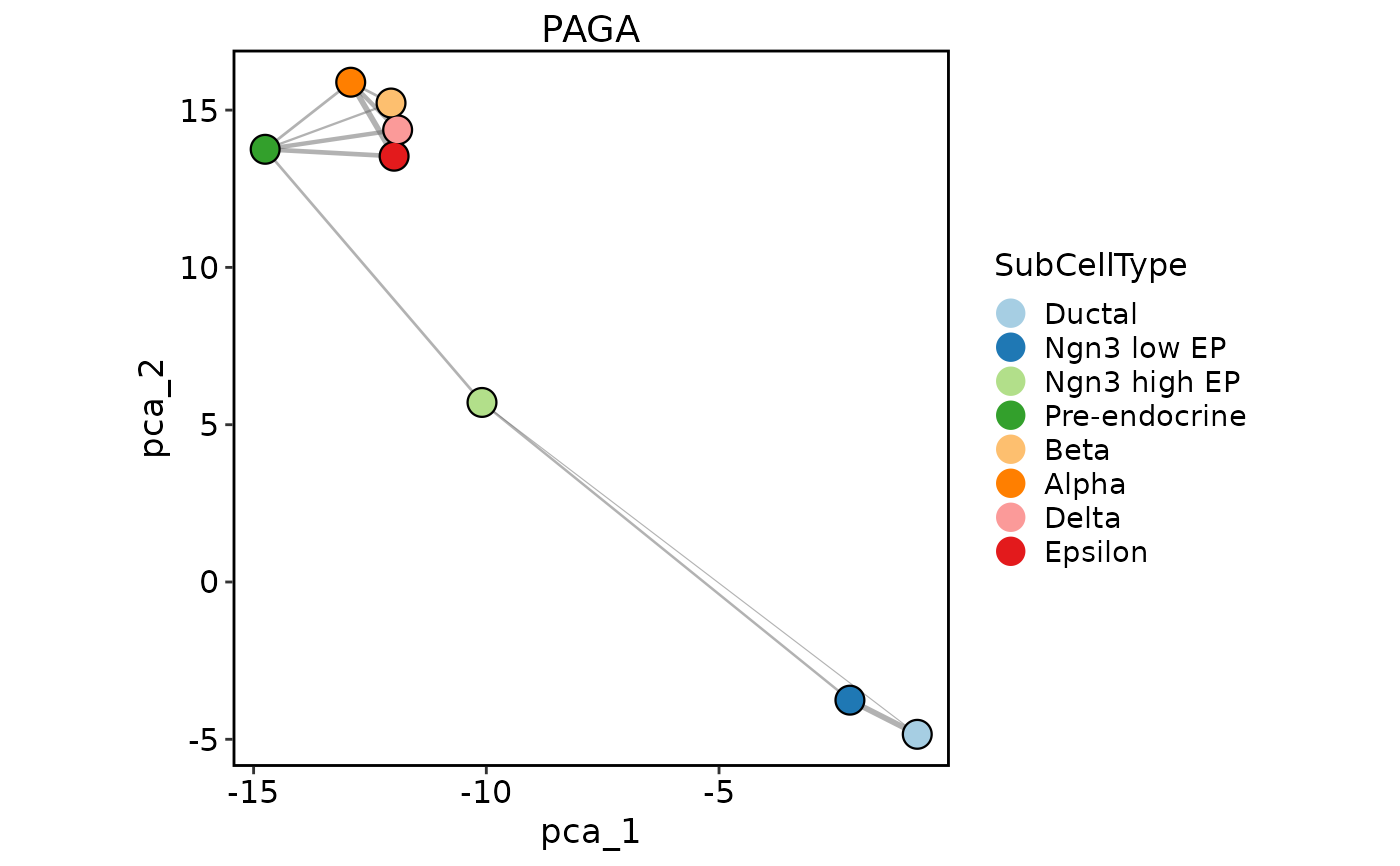 PAGA
15
10
5
0
-5
pca_2
-15
-10
-5
pca_1
SubCellType
Ductal
Ngn3 low EP
Ngn3 high EP
Pre-endocrine
Beta
Alpha
Delta
Epsilon